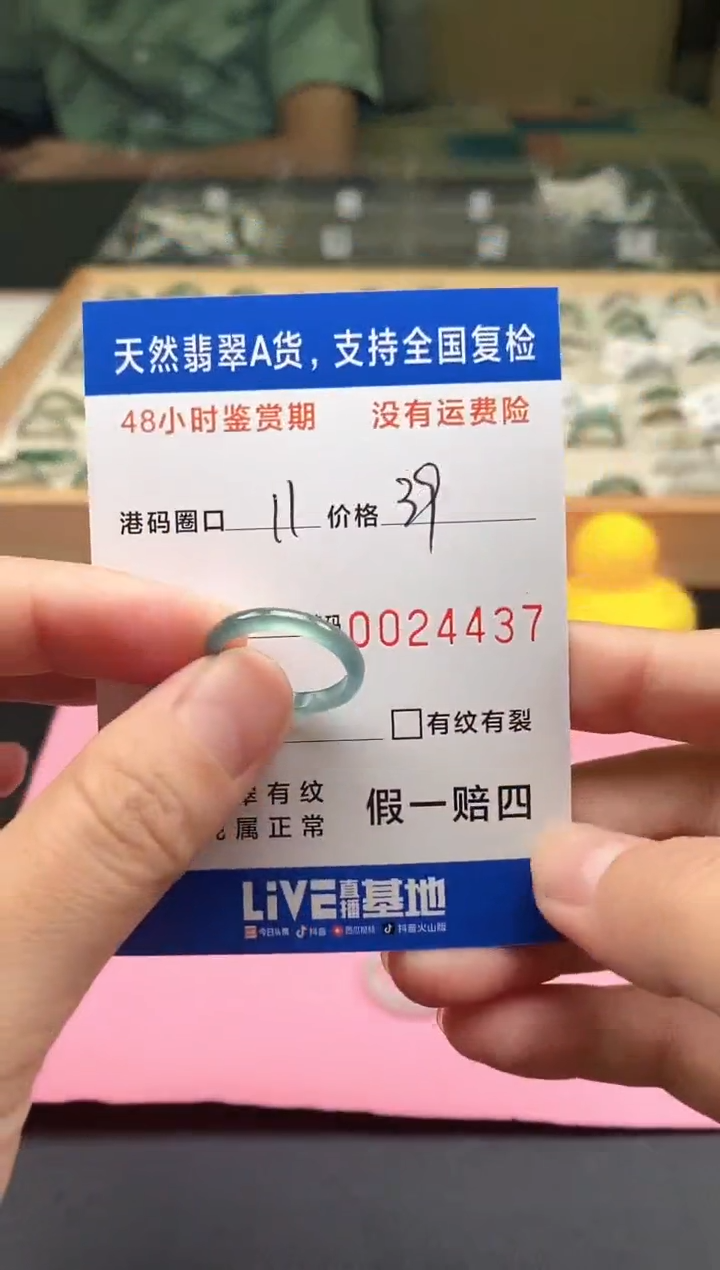 天然翡翠A货，支持全国复检
48小时鉴赏期 没有运费险
港码圈口 11 价格 39
码 0024437
有纹有裂
有纹 假一赔四
属正常
LiVE直播基地
今日头条 抖音 西瓜视频 抖音火山版